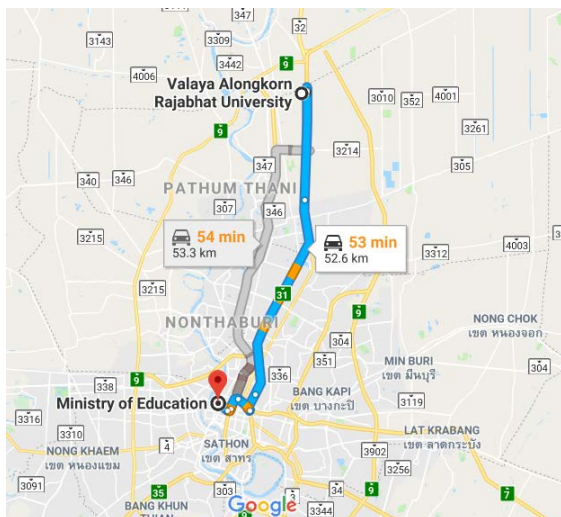 347
32
3143
3309
3442
9
4006
Valaya Alongkorn
Rajabhat University
3010
352
4001
9
3261
3214
347
305
340
346
PATHUM THANI
307
346
3215
54 min
53.3 km
53 min
52.6 km
4003
3312
3215
31
9
NONTHABURI
NONG CHOK
เขต หนองจอก
304
351
MIN BURI
เขต มีนบุรี
304
9
338
336
BANG KAPI
เขต บางกะปิ
Ministry of Education
3119
3316
3310
LAT KRABANG
เขต ลาดกระบัง
NONG KHAEM
เขต หนองแขม
4
SATHON
เขต สาทร
3902
3256
3091
35
303
34
9
7
BANG KHUN
Google
9
3
3344